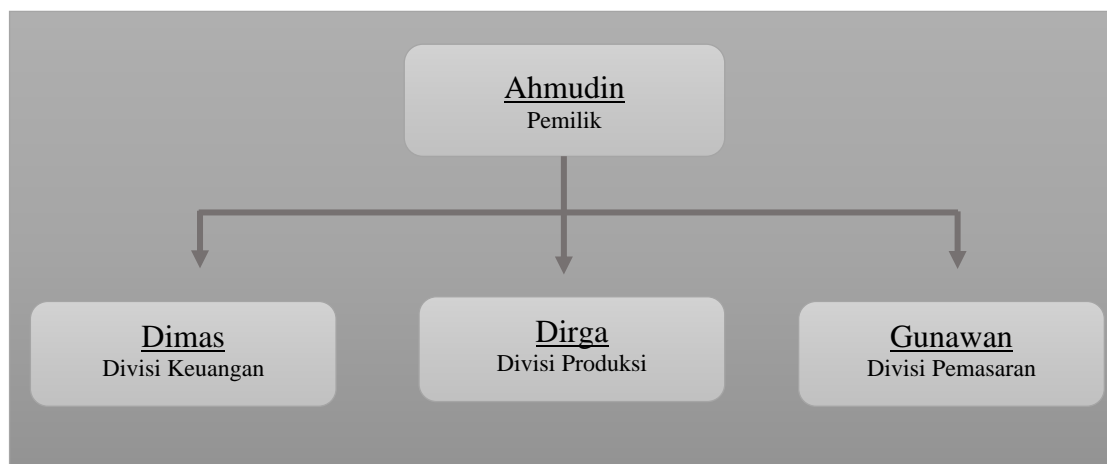 Ahmudin
Pemilik
Dimas
Divisi Keuangan
Dirga
Divisi Produksi
Gunawan
Divisi Pemasaran